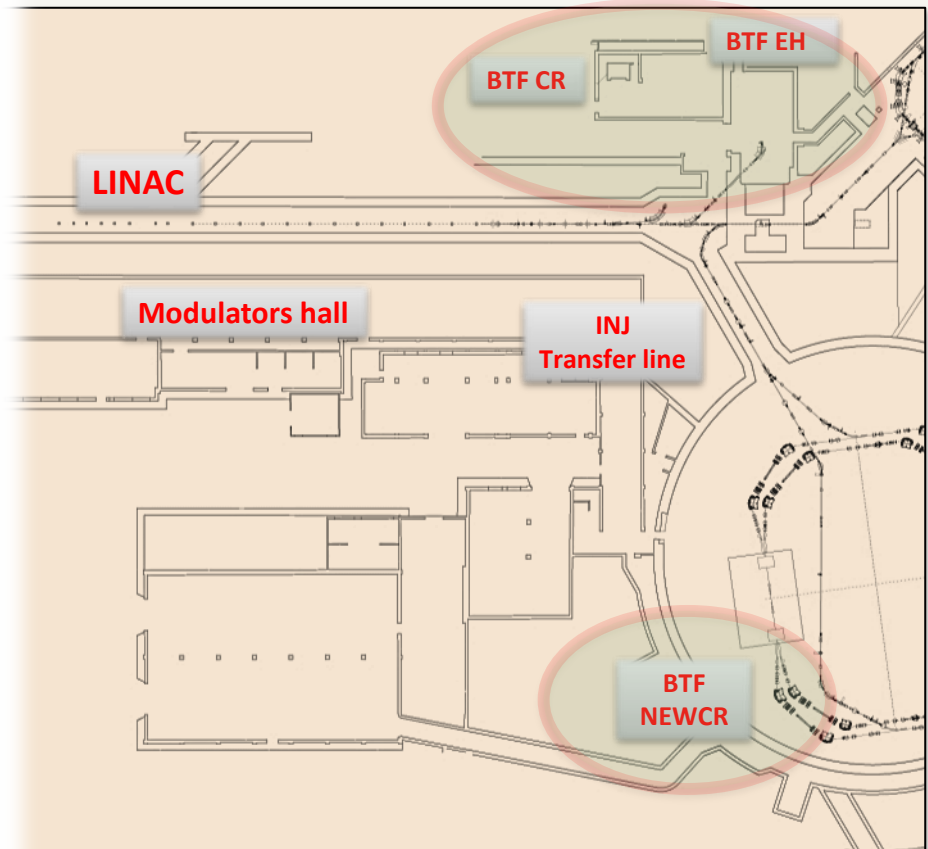 BTF EH
BTF CR
LINAC
Modulators hall
INJ
Transfer line
BTF
NEWCR